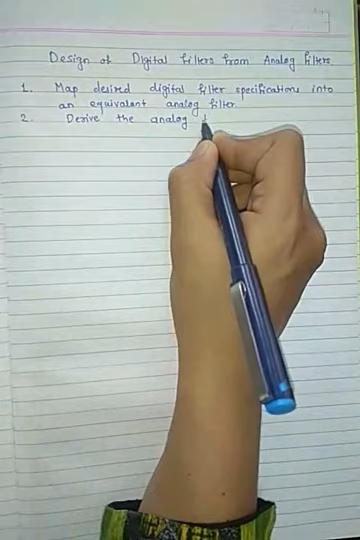 Design of Digital Filters from Analog Filters
1. Map desired digital filter specifications into
an equivalent analog filter.
2. Derive the analog